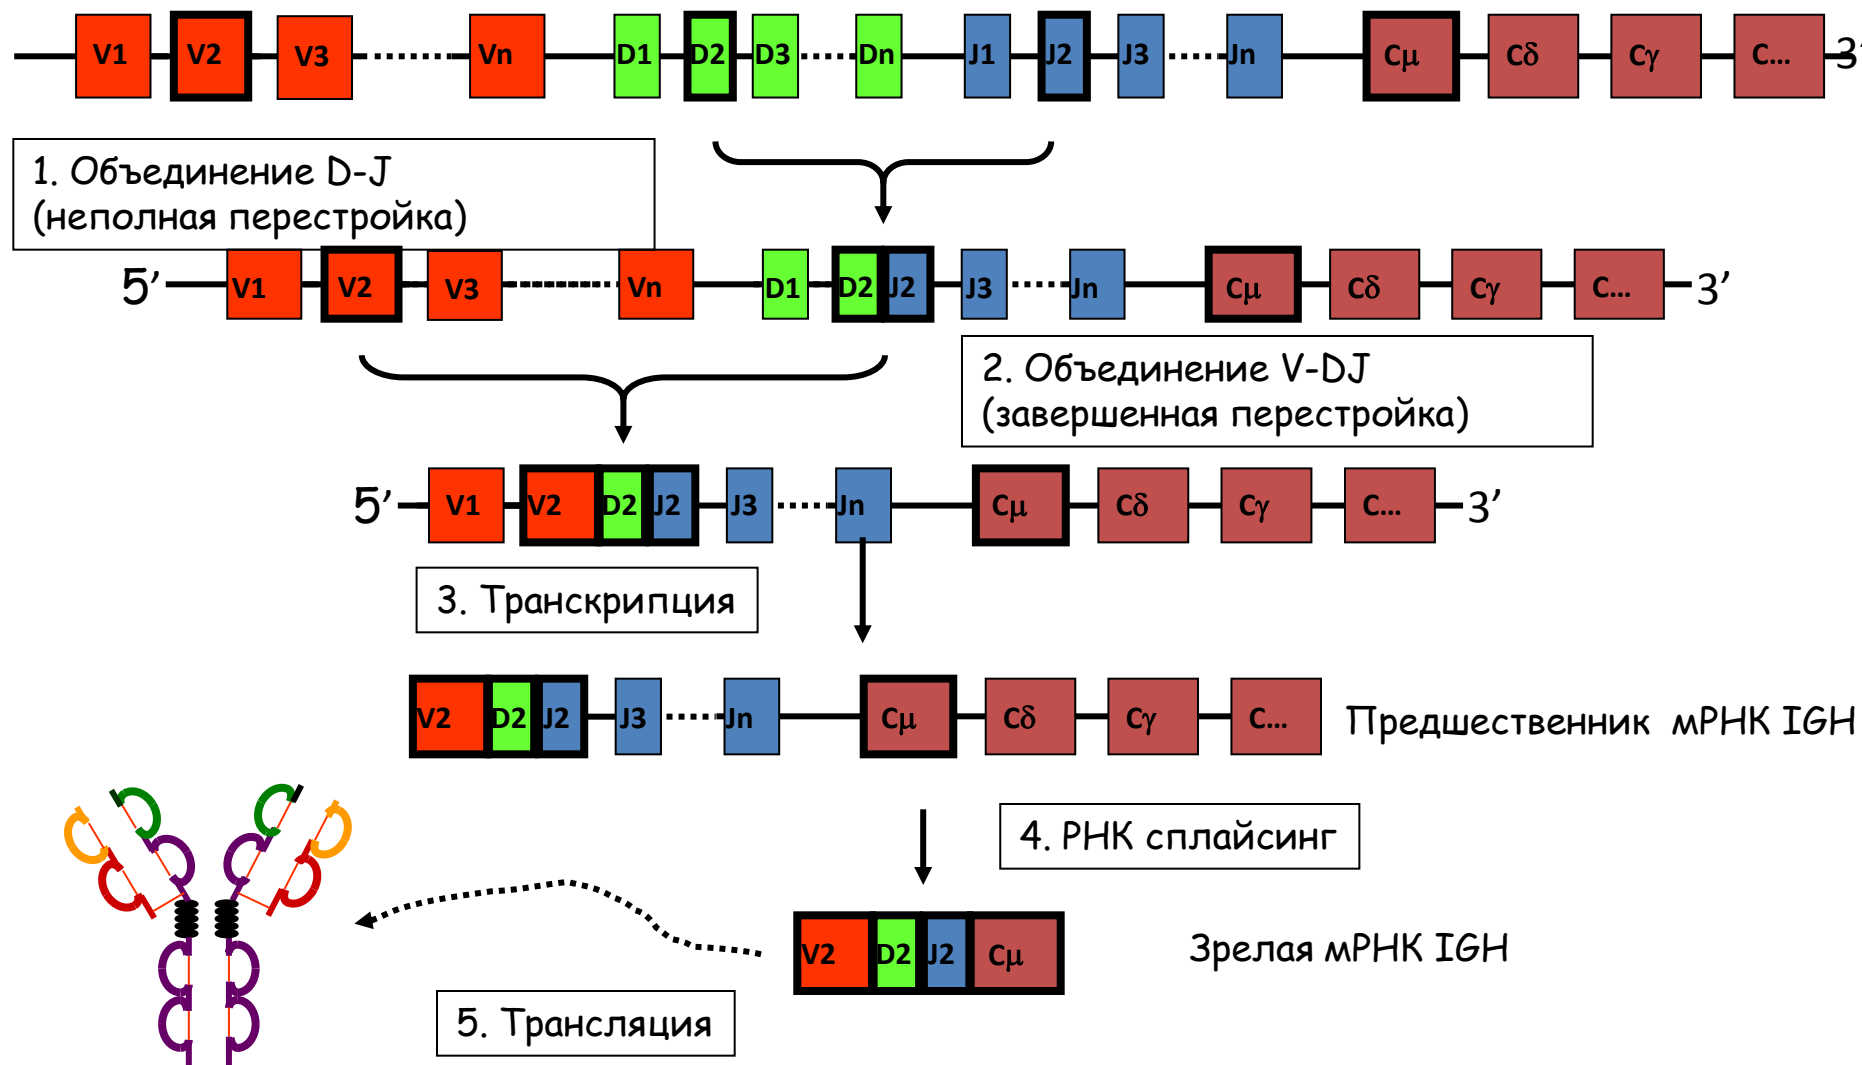 V1 V2 V3 Vn D1 D2 D3 Dn J1 J2 J3 Jn Cμ Cδ Cγ C... 3’
1. Объединение D-J
(неполная перестройка)
5’ V1 V2 V3 Vn D1 D2 J2 J3 Jn Cμ Cδ Cγ C... 3’
2. Объединение V-DJ
(завершенная перестройка)
5’ V1 V2 D2 J2 J3 Jn Cμ Cδ Cγ C... 3’
3. Транскрипция
V2 D2 J2 J3 Jn Cμ Cδ Cγ C... Предшественник мРНК IGH
4. РНК сплайсинг
V2 D2 J2 Cμ Зрелая мРНК IGH
5. Трансляция